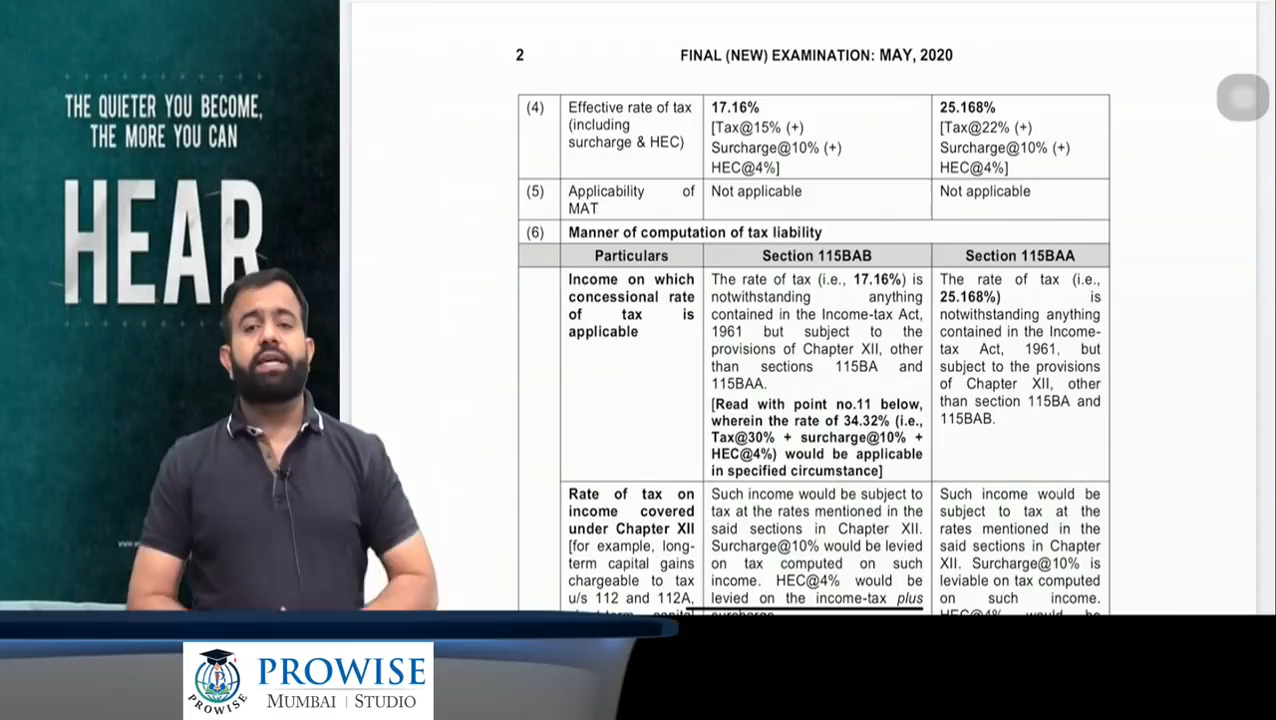 THE QUIETER YOU BECOME,
THE MORE YOU CAN
HEAR
2 FINAL (NEW) EXAMINATION: MAY, 2020
(4) Effective rate of tax (including surcharge & HEC)
17.16%
[Tax@15% (+)
Surcharge@10% (+)
HEC@4%]
25.168%
[Tax@22% (+)
Surcharge@10% (+)
HEC@4%]
(5) Applicability of
MAT
Not applicable
Not applicable
(6) Manner of computation of tax liability
Particulars
Section 115BAB
Section 115BAA
Income on which
concessional rate
of tax is
applicable
The rate of tax (i.e., 17.16%) is
notwithstanding anything
contained in the Income-tax Act,
1961 but subject to the
provisions of Chapter XII, other
than sections 115BA and
115BAA.
[Read with point no.11 below,
wherein the rate of 34.32% (i.e.,
Tax@30% + surcharge@10% +
HEC@4%) would be applicable
in specified circumstance]
The rate of tax (i.e.,
25.168%) is
notwithstanding anything
contained in the Income-
tax Act, 1961, but
subject to the provisions
of Chapter XII, other
than section 115BA and
115BAB.
Rate of tax on
income covered
under Chapter XII
[for example, long-
term capital gains
chargeable to tax
u/s 112 and 112A,
Such income would be subject to
tax at the rates mentioned in the
said sections in Chapter XII.
Surcharge@10% would be levied
on tax computed on such
income. HEC@4% would be
levied on the income-tax plus
Such income would be
subject to tax at the
rates mentioned in the
said sections in Chapter
XII. Surcharge@10% is
leviable on tax computed
on such income.
HEC@4% would be
PROWISE
PROWISE
MUMBAI | STUDIO